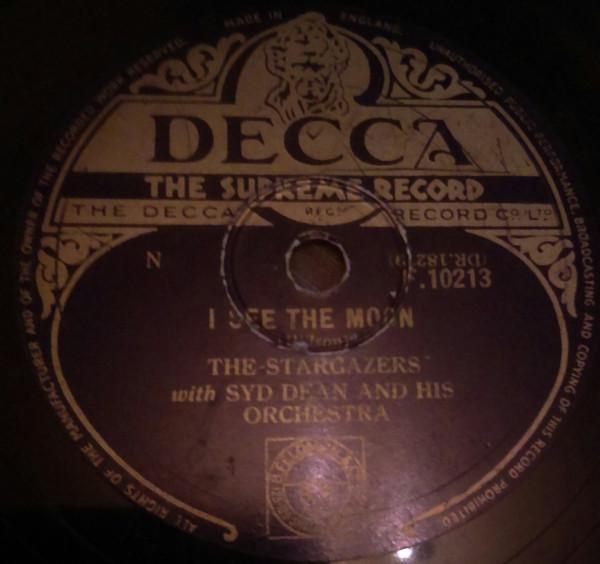 MADE IN ENGLAND.
UNAUTHORISED PUBLIC PERFORMANCE, BROADCASTING AND COPYING OF THIS RECORD PROHIBITED
ALL RIGHTS OF THE MANUFACTURER AND OF THE OWNER OF THE RECORDED WORK RESERVED.
DECCA
THE SUPREME RECORD
THE DECCA REGD RECORD CO LTD
N
.10213
I SEE THE MOON
THE STARGAZERS
with SYD DEAN AND HIS
ORCHESTRA